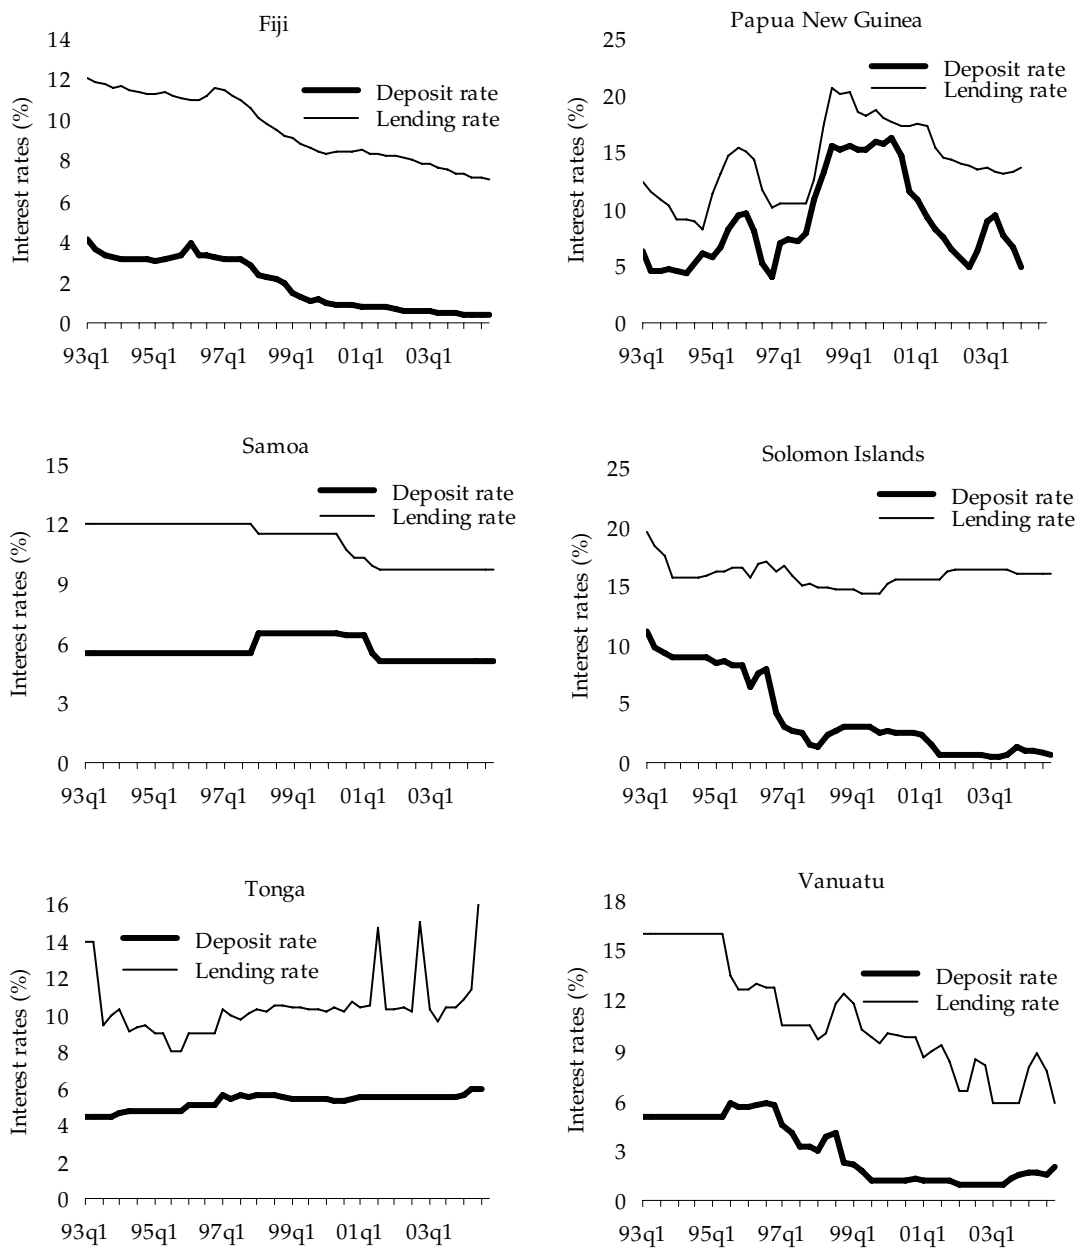 Fiji
14
12
10
8
6
4
2
0
Interest rates (%)
Deposit rate
Lending rate
93q1 95q1 97q1 99q1 01q1 03q1
Papua New Guinea
25
20
15
10
5
0
Interest rates (%)
Deposit rate
Lending rate
93q1 95q1 97q1 99q1 01q1 03q1
Samoa
15
12
9
6
3
0
Interest rates (%)
Deposit rate
Lending rate
93q1 95q1 97q1 99q1 01q1 03q1
Solomon Islands
25
20
15
10
5
0
Interest rates (%)
Deposit rate
Lending rate
93q1 95q1 97q1 99q1 01q1 03q1
Tonga
16
14
12
10
8
6
4
2
0
Interest rates (%)
Deposit rate
Lending rate
93q1 95q1 97q1 99q1 01q1 03q1
Vanuatu
18
15
12
9
6
3
0
Interest rates (%)
Deposit rate
Lending rate
93q1 95q1 97q1 99q1 01q1 03q1